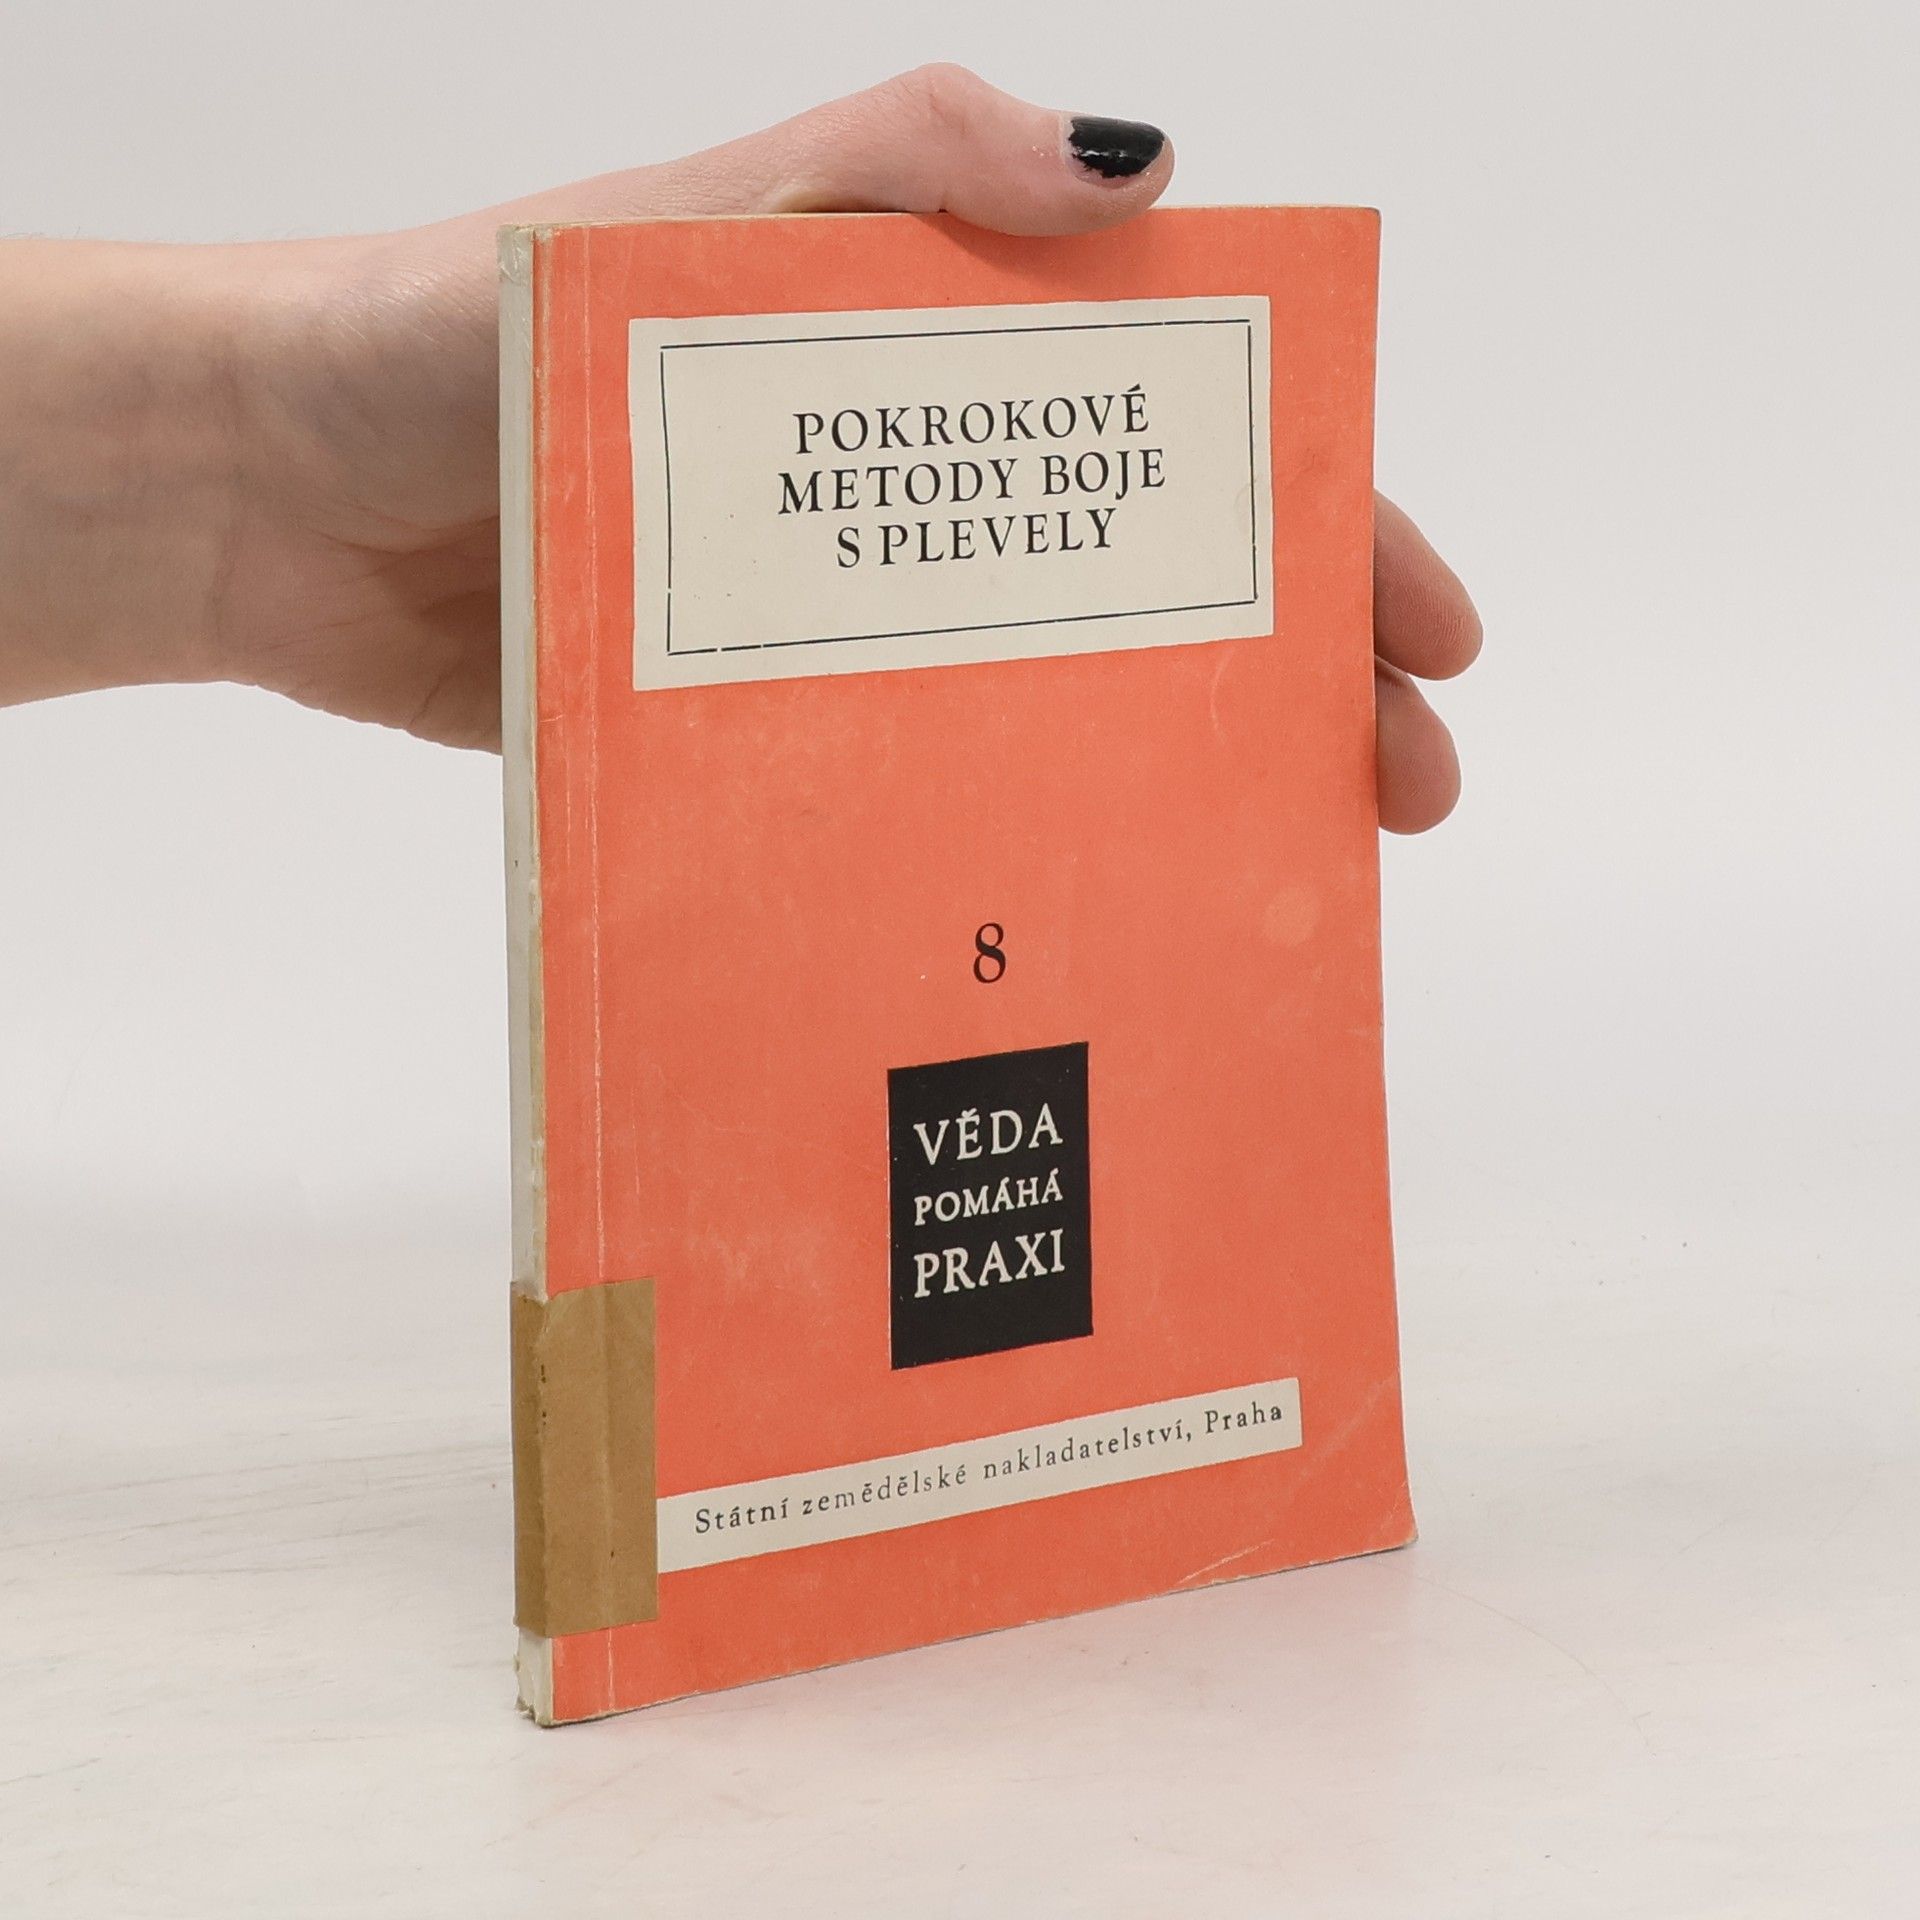 POKROKOVÉ
METODY BOJE
S PLEVELY
8
VĚDA
POMÁHÁ
PRAXI
Státní zemědělské nakladatelství, Praha